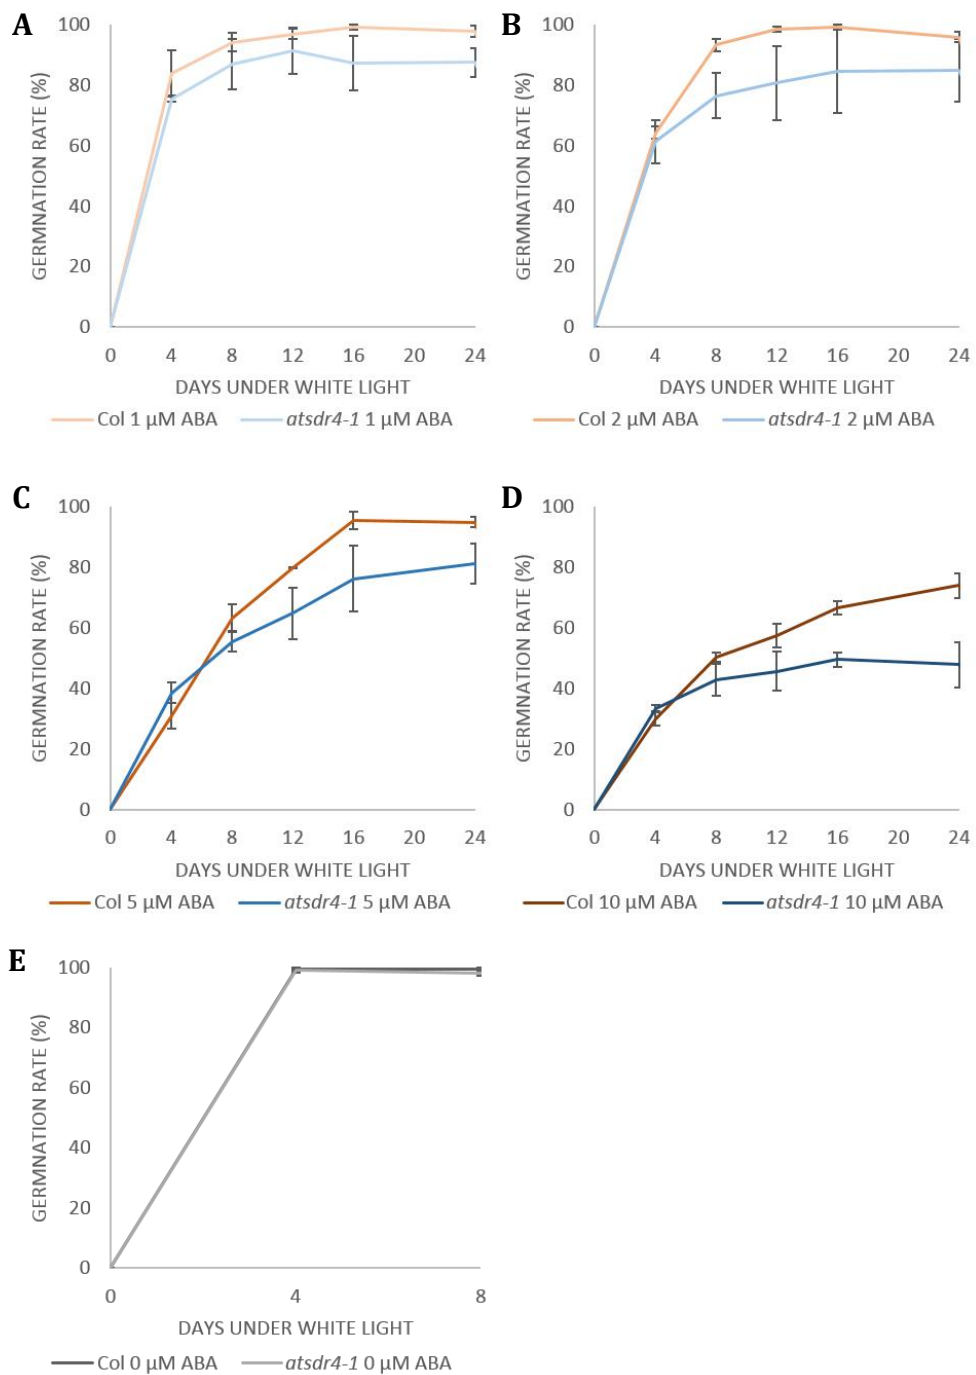 A
GERMNATION RATE (%)
100
80
60
40
20
0
0 4 8 12 16 20 24
DAYS UNDER WHITE LIGHT
Col 1 µM ABA atsdr4-1 1 µM ABA
B
GERMNATION RATE (%)
100
80
60
40
20
0
0 4 8 12 16 20 24
DAYS UNDER WHITE LIGHT
Col 2 µM ABA atsdr4-1 2 µM ABA
C
GERMNATION RATE (%)
100
80
60
40
20
0
0 4 8 12 16 20 24
DAYS UNDER WHITE LIGHT
Col 5 µM ABA atsdr4-1 5 µM ABA
D
GERMNATION RATE (%)
100
80
60
40
20
0
0 4 8 12 16 20 24
DAYS UNDER WHITE LIGHT
Col 10 µM ABA atsdr4-1 10 µM ABA
E
GERMNATION RATE (%)
100
80
60
40
20
0
0 4 8
DAYS UNDER WHITE LIGHT
Col 0 µM ABA atsdr4-1 0 µM ABA